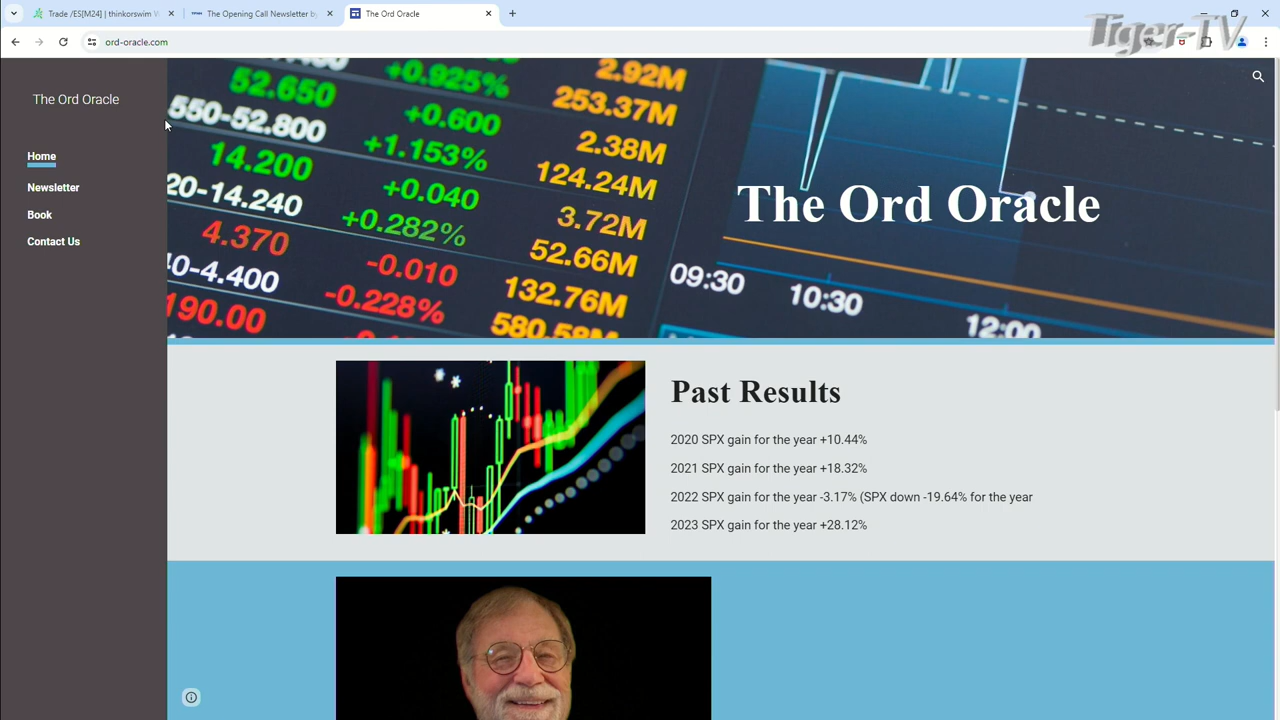 Trade /ES[M24] | thinkorswim W
The Opening Call Newsletter by
The Ord Oracle
Tiger-TV
ord-oracle.com
The Ord Oracle
Home
Newsletter
Book
Contact Us
+0.925%
2.92M
52.650
+0.600
253.37M
550-52.800
+1.153%
2.38M
14.200
+0.040
124.24M
20-14.240
+0.282%
3.72M
4.370
-0.010
52.66M
40-4.400
-0.228%
132.76M
190.00
580.58M
09:30
10:30
12:00
The Ord Oracle
Past Results
2020 SPX gain for the year +10.44%
2021 SPX gain for the year +18.32%
2022 SPX gain for the year -3.17% (SPX down -19.64% for the year
2023 SPX gain for the year +28.12%